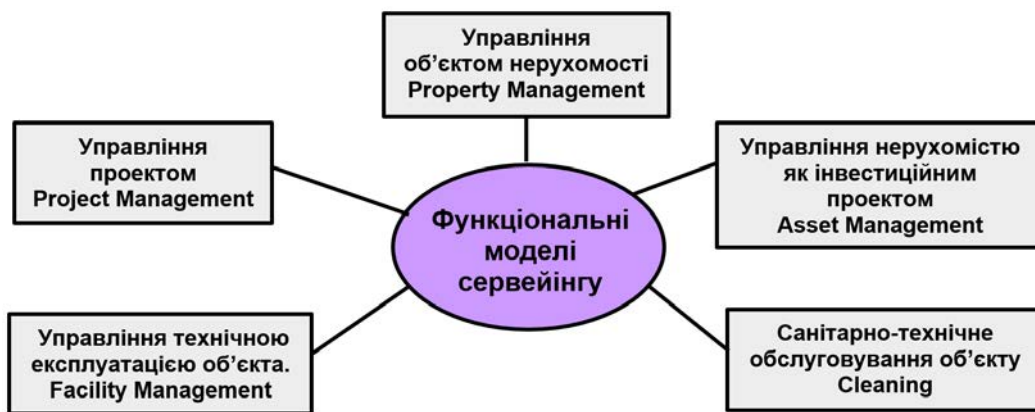 Управління
об’єктом нерухомості
Property Management
Управління
проектом
Project Management
Управління нерухомістю
як інвестиційним
проектом
Asset Management
Функціональні
моделі
сервейінгу
Управління технічною
експлуатацією об’єкта.
Facility Management
Санітарно-технічне
обслуговування об’єкту
Cleaning